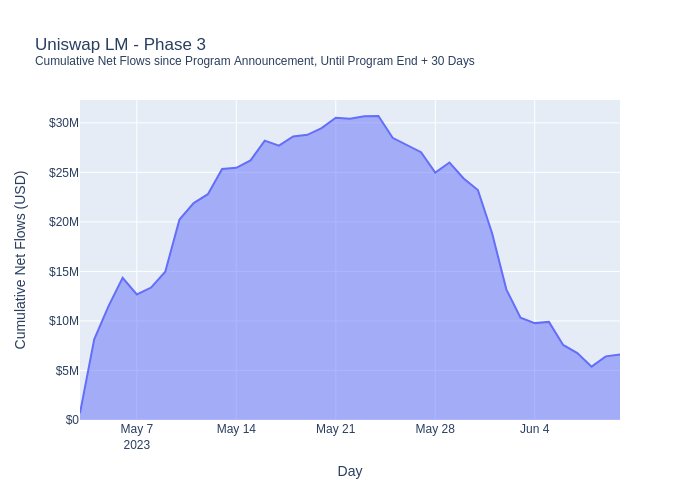 Uniswap LM - Phase 3
Cumulative Net Flows since Program Announcement, Until Program End + 30 Days
Cumulative Net Flows (USD)
$30M
$25M
$20M
$15M
$10M
$5M
$0
May 7
2023
May 14
May 21
May 28
Jun 4
Day